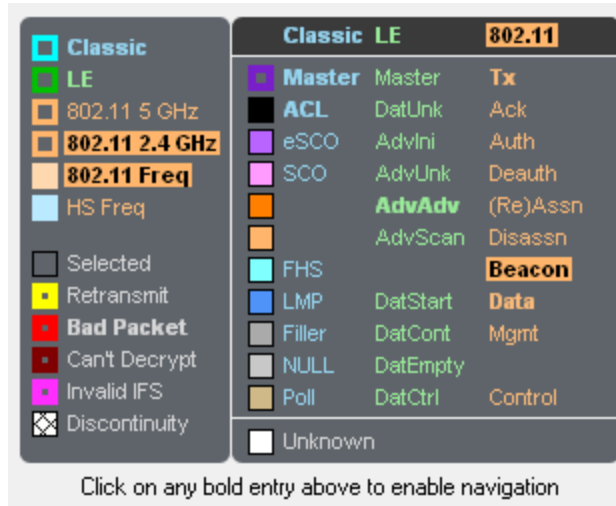 Classic
LE
802.11 5 GHz
802.11 2.4 GHz
802.11 Freq
HS Freq
Selected
Retransmit
Bad Packet
Can't Decrypt
Invalid IFS
Discontinuity
Classic LE 802.11
Master Master Tx
ACL DatUnk Ack
eSCO AdvIni Auth
SCO AdvUnk Deauth
AdvAdv (Re)Assn
AdvScan Disassn
FHS Beacon
LMP DatStart Data
Filler DatCont Mgmt
NULL DatEmpty
Poll DatCtrl Control
Unknown
Click on any bold entry above to enable navigation